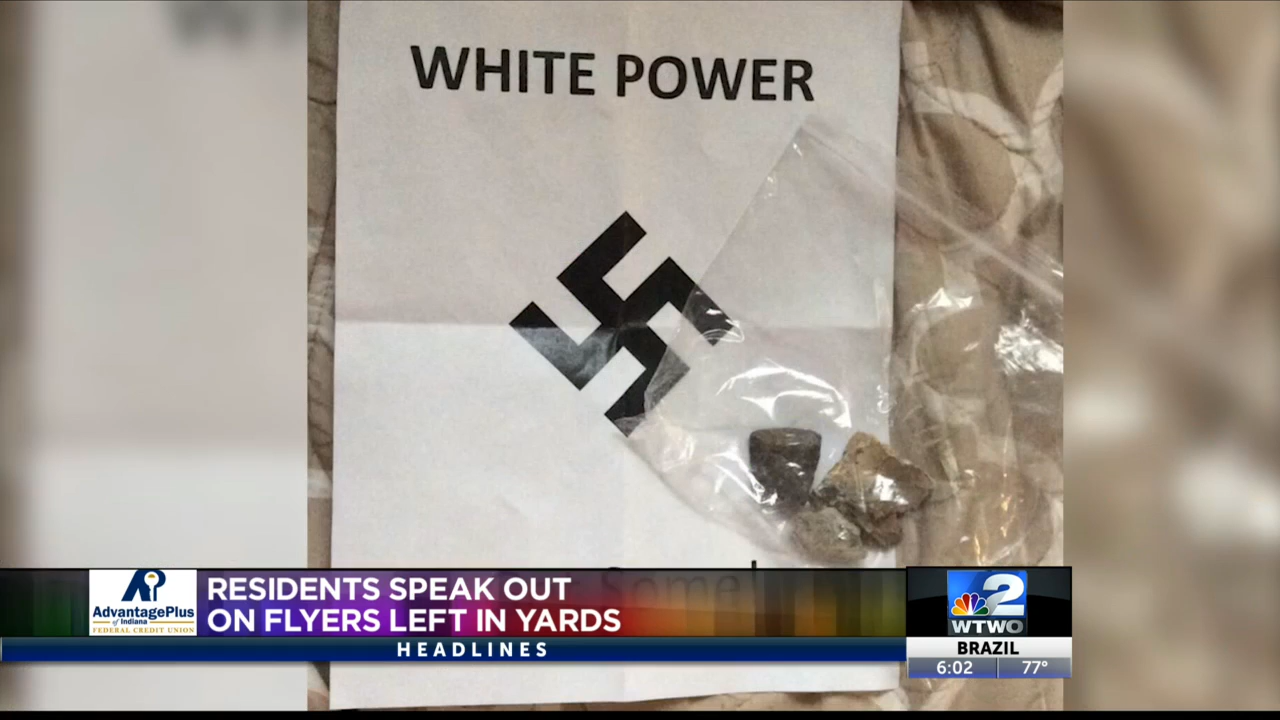 WHITE POWER
Some!
AdvantagePlus
of Indiana
FEDERAL CREDIT UNION
RESIDENTS SPEAK OUT
ON FLYERS LEFT IN YARDS
HEADLINES
2
WTWO
BRAZIL
6:02 77°